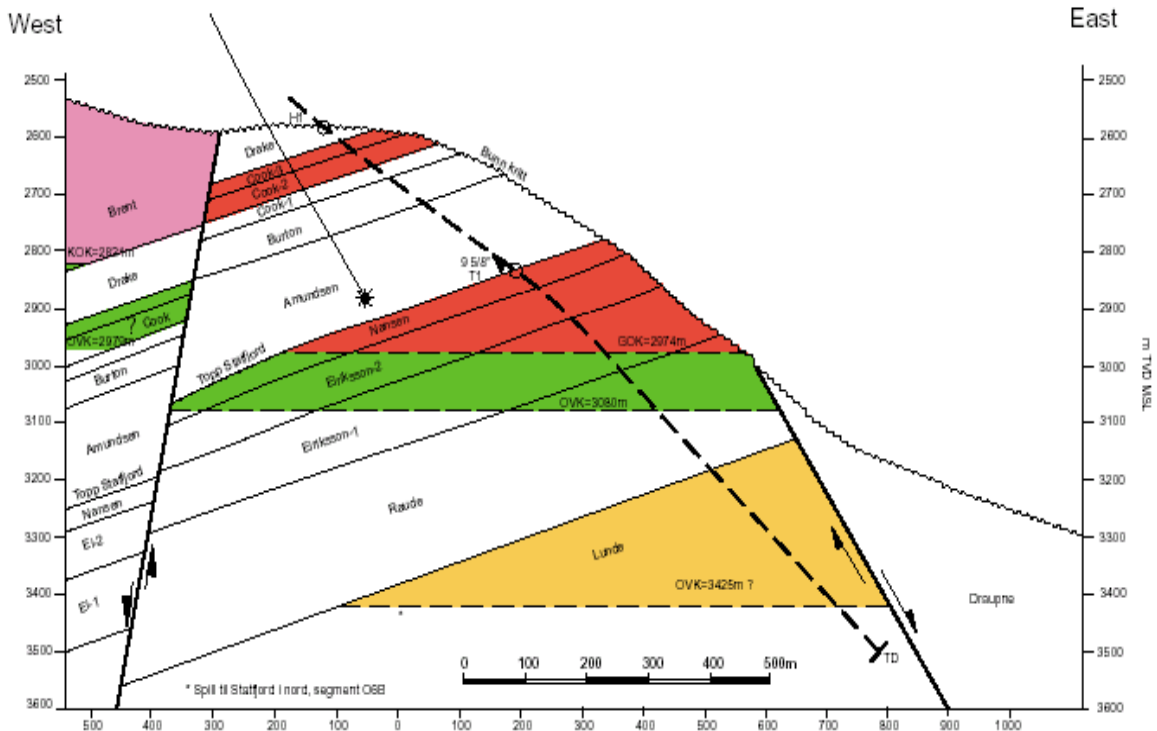 West
East
2500
2500
H1
2600
2600
Drake
Cook-3
Bunn kritt
Cook-2
2700
2700
Cook-1
Brent
Burton
2800
2800
KOK=2821m
9 5/8"
T1
Drake
Amundsen
2900
2900
Nansen
? Cook
OVK=2970m
GOK=2974m
Topp Statfjord
3000
3000
Burton
Eiriksson-2
m TVD MSL
OVK=3080m
3100
3100
Amundsen
Eiriksson-1
3200
3200
Topp Statfjord
Raude
Nansen
3300
3300
EI-2
Lunde
OVK=3425m ?
3400
3400
EI-1
Draupne
*
3500
3500
TD
0 100 200 300 400 500m
* Spill til Statfjord i nord, segment O6B
3600
3600
500 400 300 200 100 0 100 200 300 400 500 600 700 800 900 1000